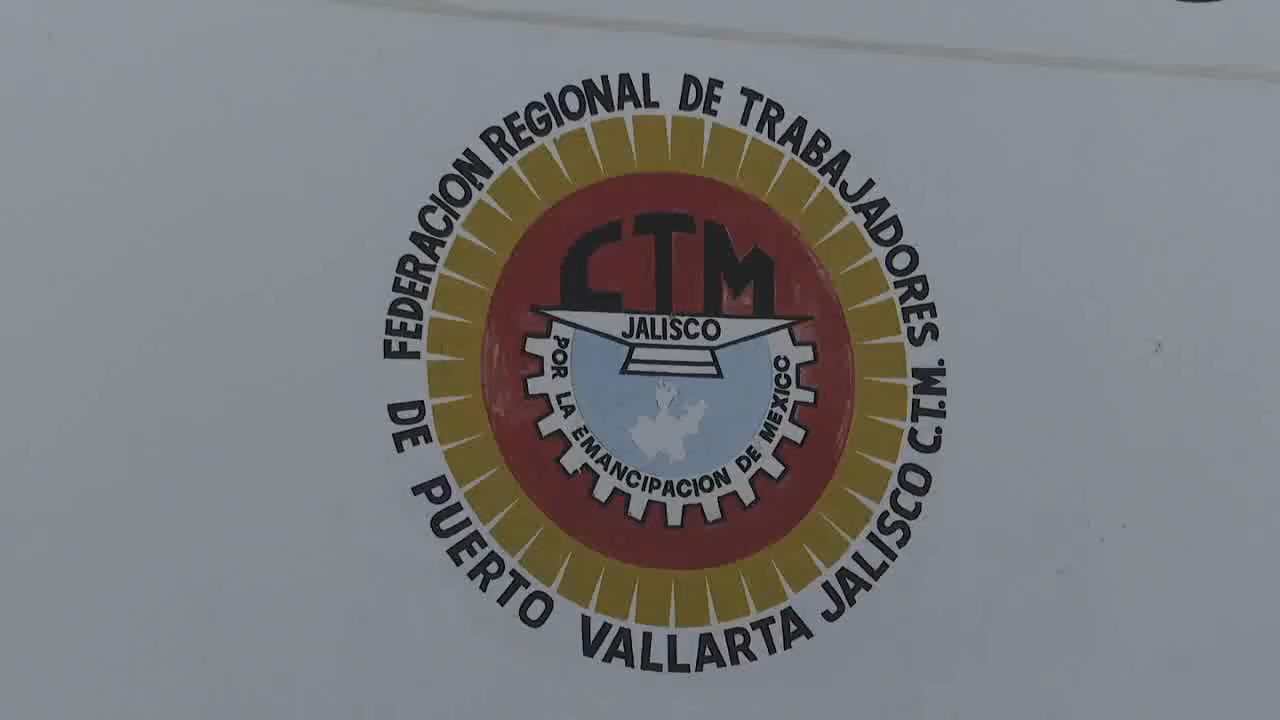 FEDERACION REGIONAL DE TRABAJADORES C.T.M.
DE PUERTO VALLARTA JALISCO
CTM
JALISCO
POR LA EMANCIPACION DE MEXICO